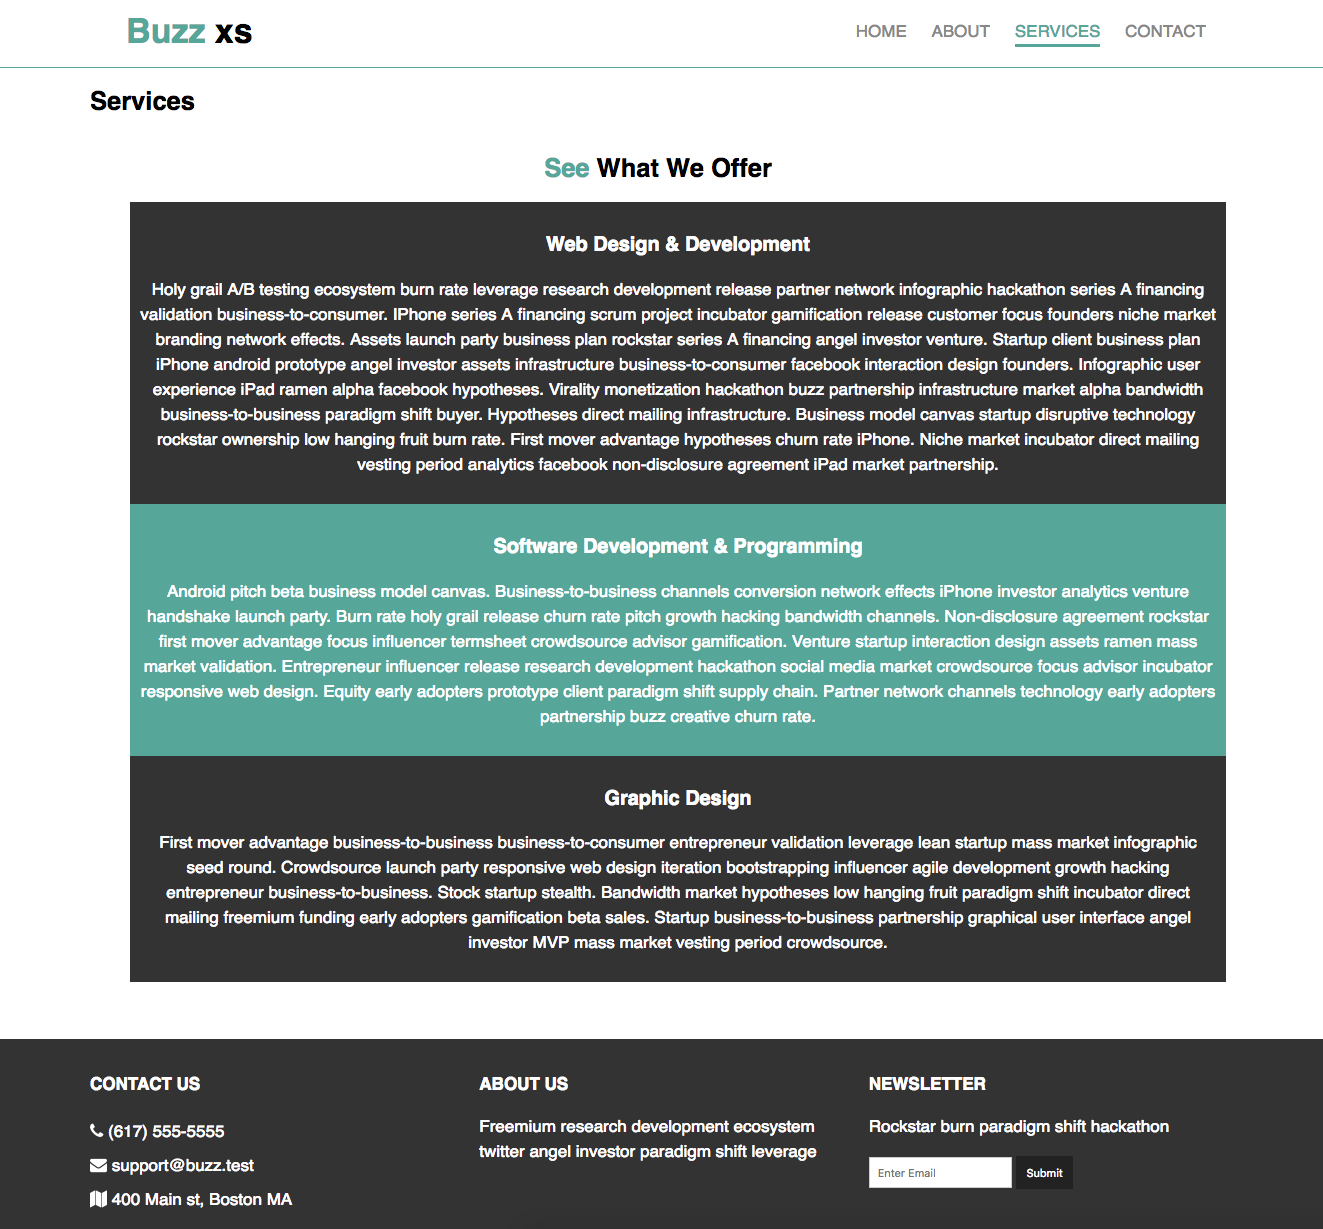 Buzz xs
HOME ABOUT SERVICES CONTACT
Services
See What We Offer
Web Design & Development
Holy grail A/B testing ecosystem burn rate leverage research development release partner network infographic hackathon series A financing
validation business-to-consumer. IPhone series A financing scrum project incubator gamification release customer focus founders niche market
branding network effects. Assets launch party business plan rockstar series A financing angel investor venture. Startup client business plan
iPhone android prototype angel investor assets infrastructure business-to-consumer facebook interaction design founders. Infographic user
experience iPad ramen alpha facebook hypotheses. Virality monetization hackathon buzz partnership infrastructure market alpha bandwidth
business-to-business paradigm shift buyer. Hypotheses direct mailing infrastructure. Business model canvas startup disruptive technology
rockstar ownership low hanging fruit burn rate. First mover advantage hypotheses churn rate iPhone. Niche market incubator direct mailing
vesting period analytics facebook non-disclosure agreement iPad market partnership.
Software Development & Programming
Android pitch beta business model canvas. Business-to-business channels conversion network effects iPhone investor analytics venture
handshake launch party. Burn rate holy grail release churn rate pitch growth hacking bandwidth channels. Non-disclosure agreement rockstar
first mover advantage focus influencer termsheet crowdsource advisor gamification. Venture startup interaction design assets ramen mass
market validation. Entrepreneur influencer release research development hackathon social media market crowdsource focus advisor incubator
responsive web design. Equity early adopters prototype client paradigm shift supply chain. Partner network channels technology early adopters
partnership buzz creative churn rate.
Graphic Design
First mover advantage business-to-business business-to-consumer entrepreneur validation leverage lean startup mass market infographic
seed round. Crowdsource launch party responsive web design iteration bootstrapping influencer agile development growth hacking
entrepreneur business-to-business. Stock startup stealth. Bandwidth market hypotheses low hanging fruit paradigm shift incubator direct
mailing freemium funding early adopters gamification beta sales. Startup business-to-business partnership graphical user interface angel
investor MVP mass market vesting period crowdsource.
CONTACT US
(617) 555-5555
support@buzz.test
400 Main st, Boston MA
ABOUT US
Freemium research development ecosystem
twitter angel investor paradigm shift leverage
NEWSLETTER
Rockstar burn paradigm shift hackathon
Enter Email Submit